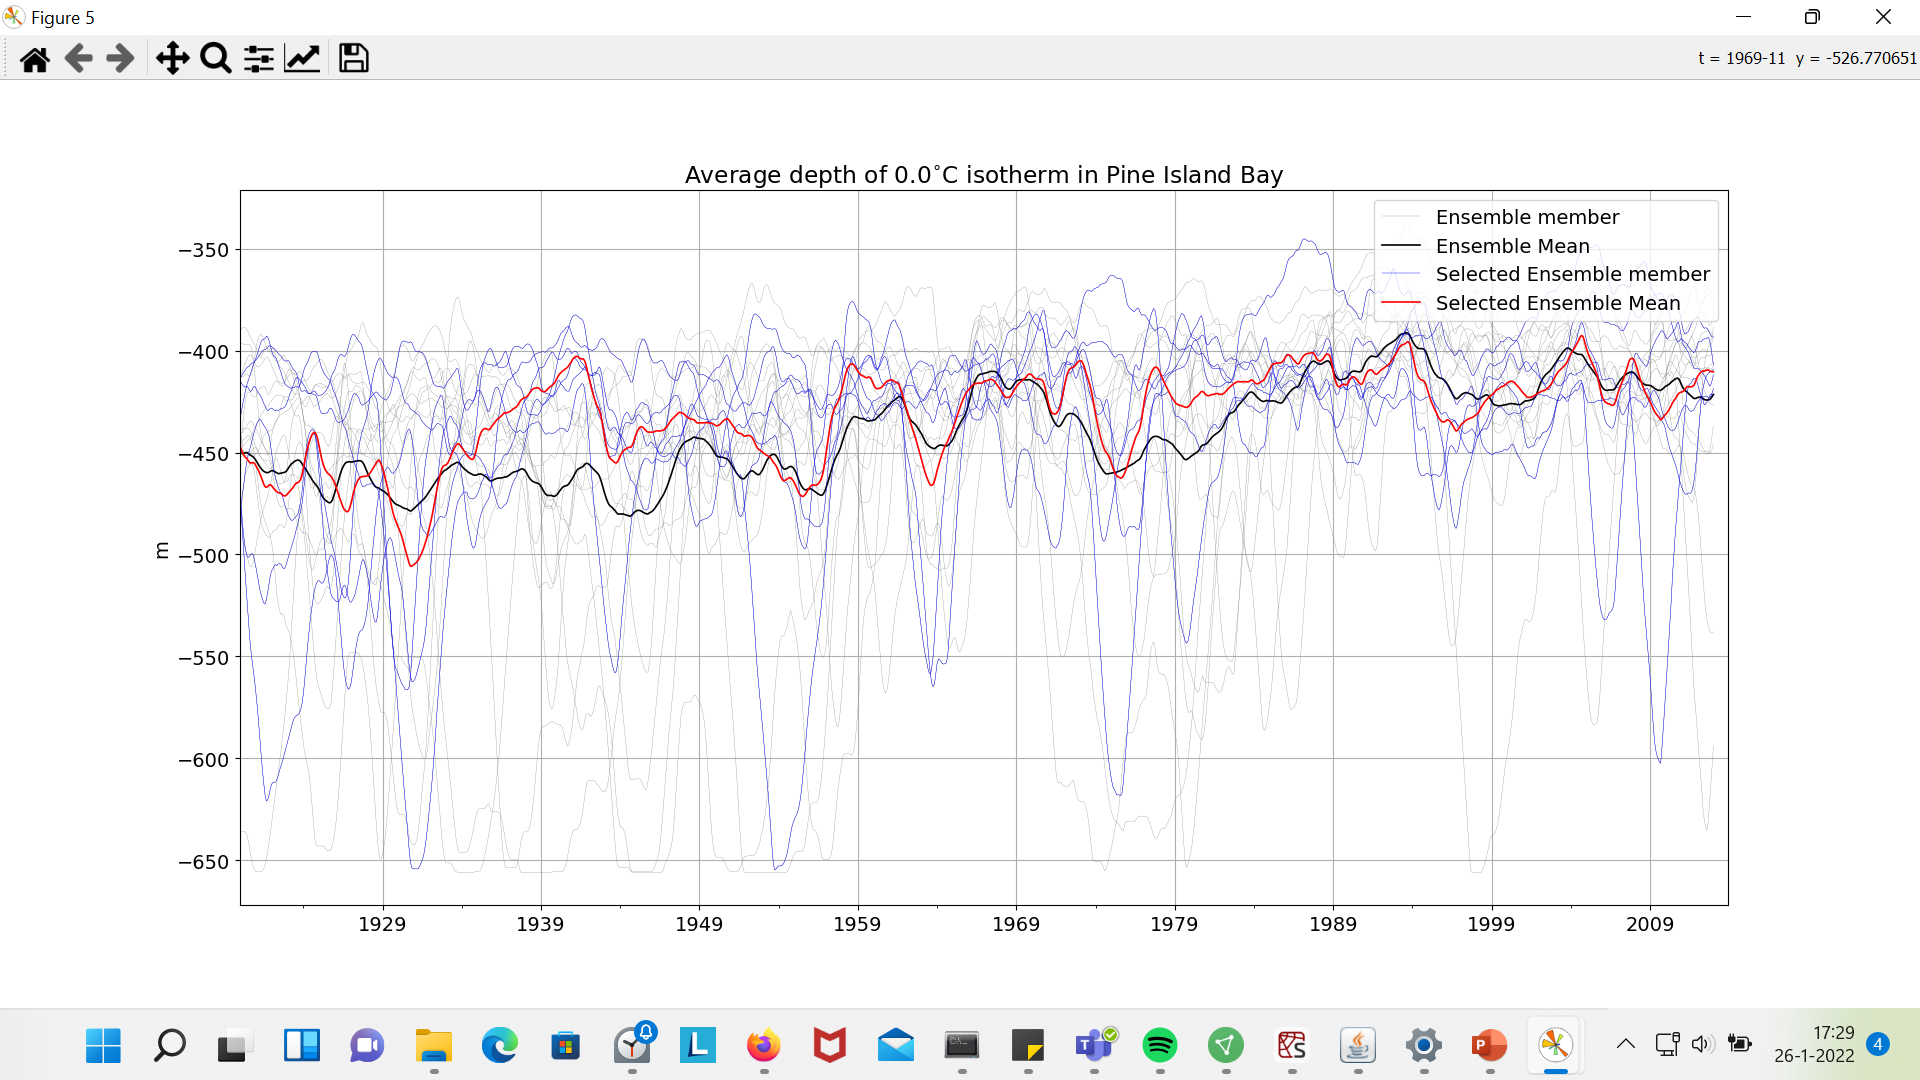 Figure 5
t = 1969-11 y = -526.770651
Average depth of 0.0°C isotherm in Pine Island Bay
Ensemble member
Ensemble Mean
Selected Ensemble member
Selected Ensemble Mean
−350
−400
−450
−500
−550
−600
−650
m
1929 1939 1949 1959 1969 1979 1989 1999 2009
17:29
26-1-2022
4